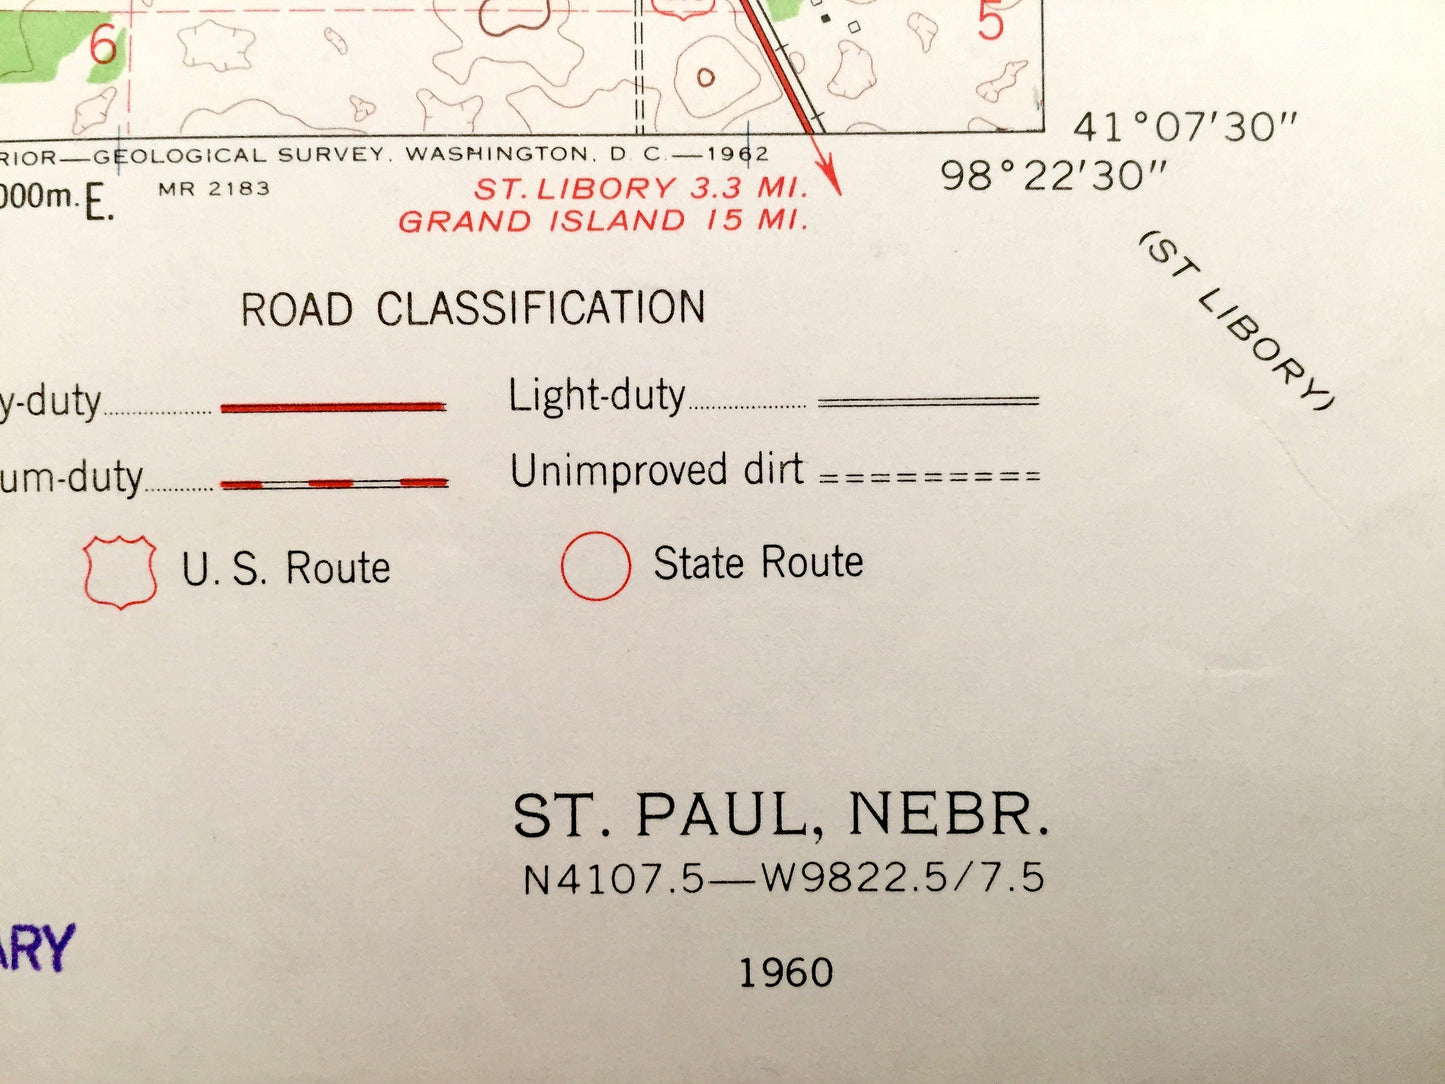 6
5
41°07'30"
RIOR—GEOLOGICAL SURVEY, WASHINGTON, D. C.—1962
98°22'30"
000m. E.
MR 2183
ST. LIBORY 3.3 MI.
GRAND ISLAND 15 MI.
(ST LIBORY)
ROAD CLASSIFICATION
y-duty
Light-duty
um-duty
Unimproved dirt
U. S. Route
State Route
ST. PAUL, NEBR.
N4107.5—W9822.5/7.5
ARY
1960